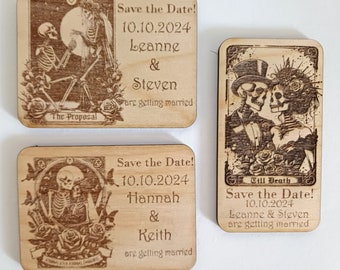 Save the Date!
10.10.2024
Leanne
&
Steven
are getting married
The Proposal
Save the Date!
10.10.2024
Hannah
&
Keith
are getting married
Till Death
Save the Date!
10.10.2024
Leanne & Steven
are getting married